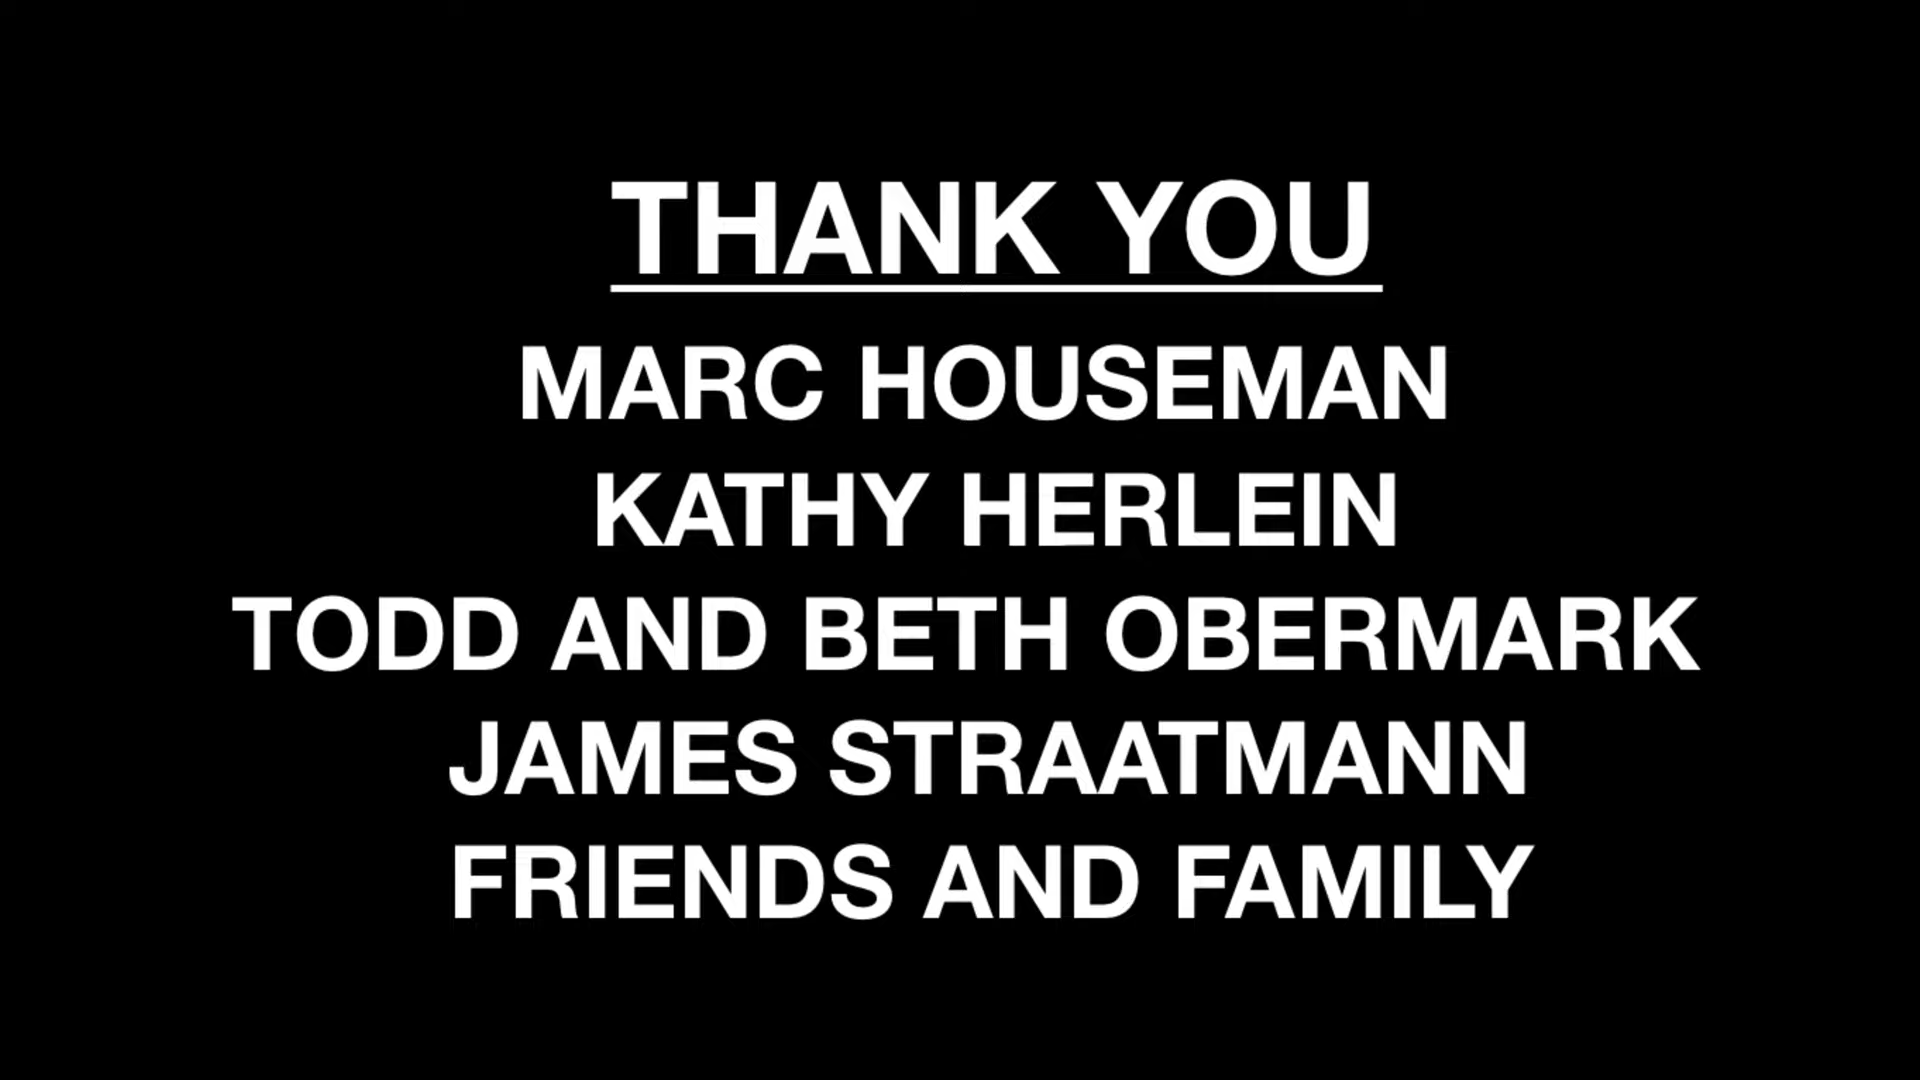 THANK YOU
MARC HOUSEMAN
KATHY HERLEIN
TODD AND BETH OBERMARK
JAMES STRAATMANN
FRIENDS AND FAMILY